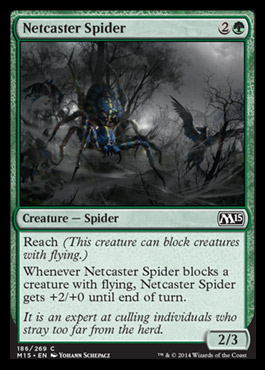 Netcaster Spider 2
Creature — Spider M15
Reach (This creature can block creatures
with flying.)
Whenever Netcaster Spider blocks a
creature with flying, Netcaster Spider
gets +2/+0 until end of turn.
It is an expert at culling individuals who
stray too far from the herd.
2/3
186/269 C
M15 • EN YOHANN SCHEPACZ ™ & © 2014 Wizards of the Coast